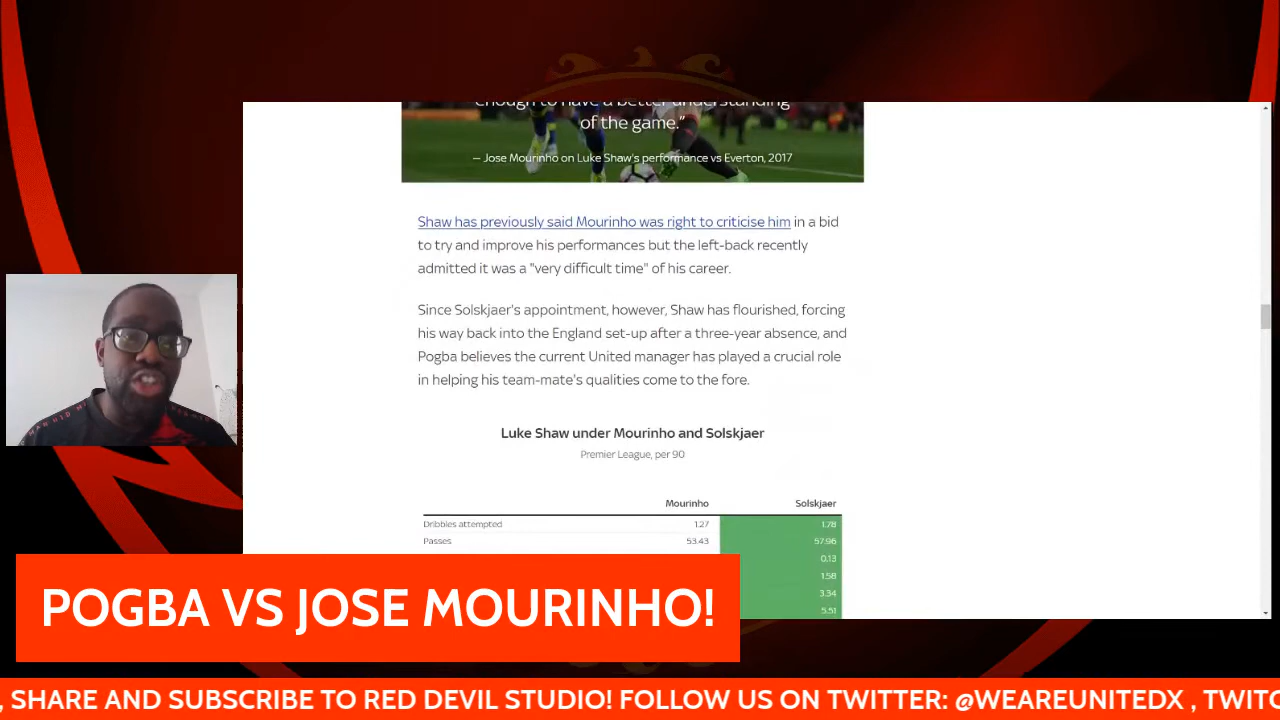 enough to have a better understanding
of the game."
— Jose Mourinho on Luke Shaw's performance vs Everton, 2017
Shaw has previously said Mourinho was right to criticise him in a bid
to try and improve his performances but the left-back recently
admitted it was a "very difficult time" of his career.
Since Solskjaer's appointment, however, Shaw has flourished, forcing
his way back into the England set-up after a three-year absence, and
Pogba believes the current United manager has played a crucial role
in helping his team-mate's qualities come to the fore.
Luke Shaw under Mourinho and Solskjaer
Premier League, per 90
Mourinho Solskjaer
Dribbles attempted 1.27 1.78
Passes 53.43 57.96
0.13
1.58
3.34
5.51
POGBA VS JOSE MOURINHO!
, SHARE AND SUBSCRIBE TO RED DEVIL STUDIO! FOLLOW US ON TWITTER: @WEAREUNITEDX , TWITC